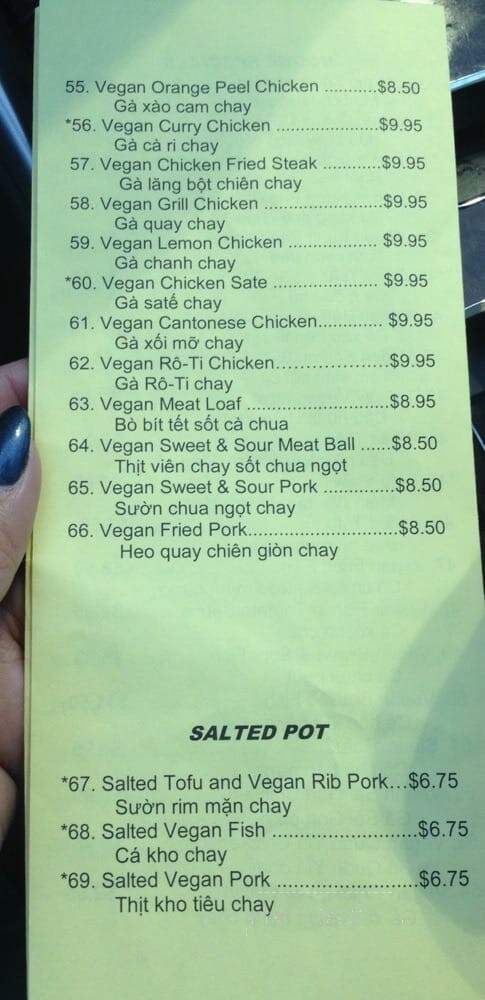 55. Vegan Orange Peel Chicken ...........$8.50
Gà xào cam chay
*56. Vegan Curry Chicken ......................$9.95
Gà cà ri chay
57. Vegan Chicken Fried Steak ............$9.95
Gà lăng bột chiên chay
58. Vegan Grill Chicken ........................$9.95
Gà quay chay
59. Vegan Lemon Chicken .................. $9.95
Gà chanh chay
*60. Vegan Chicken Sate ..................... $9.95
Gà satế chay
61. Vegan Cantonese Chicken............. $9.95
Gà xối mỡ chay
62. Vegan Rô-Ti Chicken.......................$9.95
Gà Rô-Ti chay
63. Vegan Meat Loaf .............................$8.95
Bò bít tết sốt cà chua
64. Vegan Sweet & Sour Meat Ball ......$8.50
Thịt viên chay sốt chua ngọt
65. Vegan Sweet & Sour Pork ..............$8.50
Sườn chua ngọt chay
66. Vegan Fried Pork..............................$8.50
Heo quay chiên giòn chay
SALTED POT
*67. Salted Tofu and Vegan Rib Pork...$6.75
Sườn rim mặn chay
*68. Salted Vegan Fish .........................$6.75
Cá kho chay
*69. Salted Vegan Pork ........................$6.75
Thịt kho tiêu chay